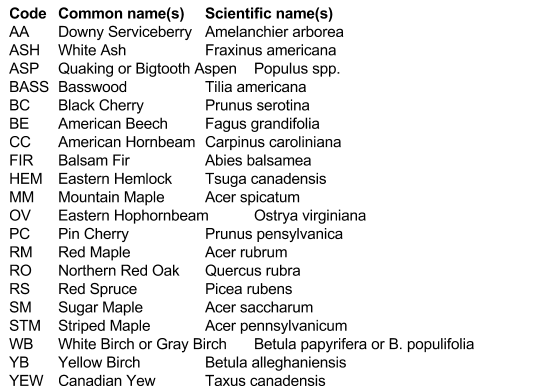 Code Common name(s) Scientific name(s)
AA Downy Serviceberry Amelanchier arborea
ASH White Ash Fraxinus americana
ASP Quaking or Bigtooth Aspen Populus spp.
BASS Basswood Tilia americana
BC Black Cherry Prunus serotina
BE American Beech Fagus grandifolia
CC American Hornbeam Carpinus caroliniana
FIR Balsam Fir Abies balsamea
HEM Eastern Hemlock Tsuga canadensis
MM Mountain Maple Acer spicatum
OV Eastern Hophornbeam Ostrya virginiana
PC Pin Cherry Prunus pensylvanica
RM Red Maple Acer rubrum
RO Northern Red Oak Quercus rubra
RS Red Spruce Picea rubens
SM Sugar Maple Acer saccharum
STM Striped Maple Acer pennsylvanicum
WB White Birch or Gray Birch Betula papyrifera or B. populifolia
YB Yellow Birch Betula alleghaniensis
YEW Canadian Yew Taxus canadensis